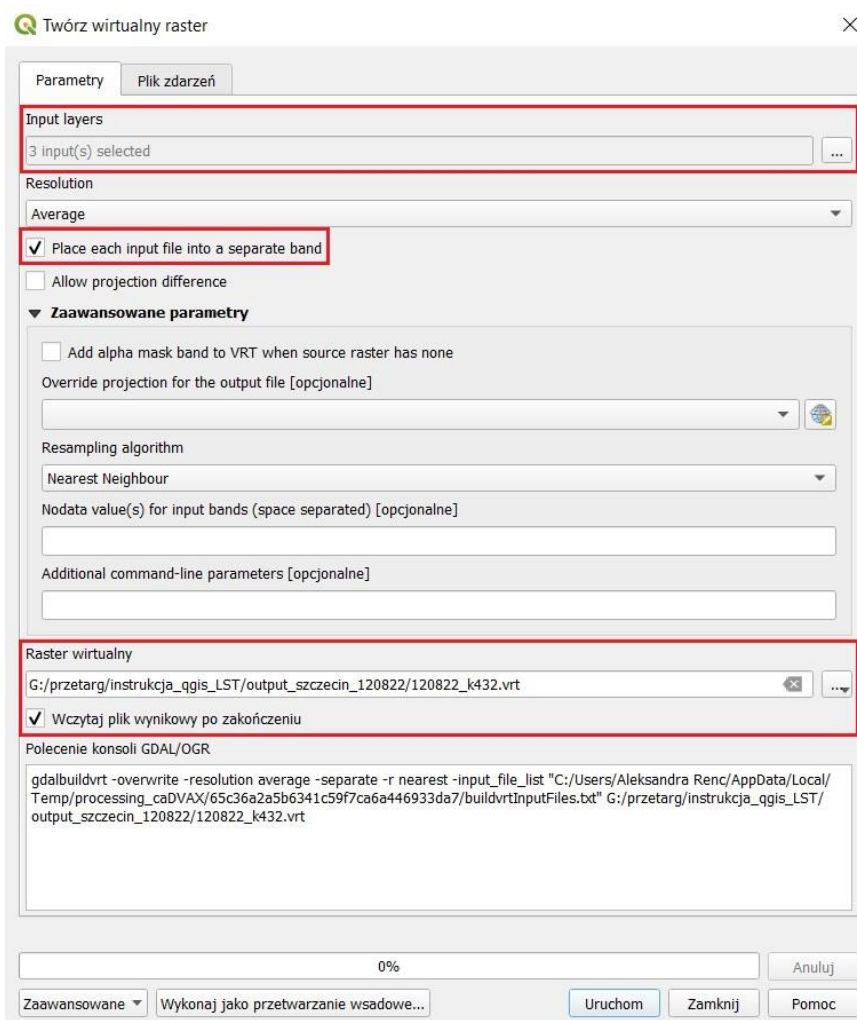 Twórz wirtualny raster
Parametry
Plik zdarzeń
Input layers
3 input(s) selected
...
Resolution
Average
Place each input file into a separate band
Allow projection difference
Zaawansowane parametry
Add alpha mask band to VRT when source raster has none
Override projection for the output file [opcjonalne]
Resampling algorithm
Nearest Neighbour
Nodata value(s) for input bands (space separated) [opcjonalne]
Additional command-line parameters [opcjonalne]
Raster wirtualny
G:/przetarg/instrukcja_qgis_LST/output_szczecin_120822/120822_k432.vrt
...
Wczytaj plik wynikowy po zakończeniu
Polecenie konsoli GDAL/OGR
gdalbuildvrt -overwrite -resolution average -separate -r nearest -input_file_list "C:/Users/Aleksandra Renc/AppData/Local/
Temp/processing_caDVAX/65c36a2a5b6341c59f7ca6a446933da7/buildvrtInputFiles.txt" G:/przetarg/instrukcja_qgis_LST/
output_szczecin_120822/120822_k432.vrt
0%
Anuluj
Zaawansowane
Wykonaj jako przetwarzanie wsadowe...
Uruchom
Zamknij
Pomoc